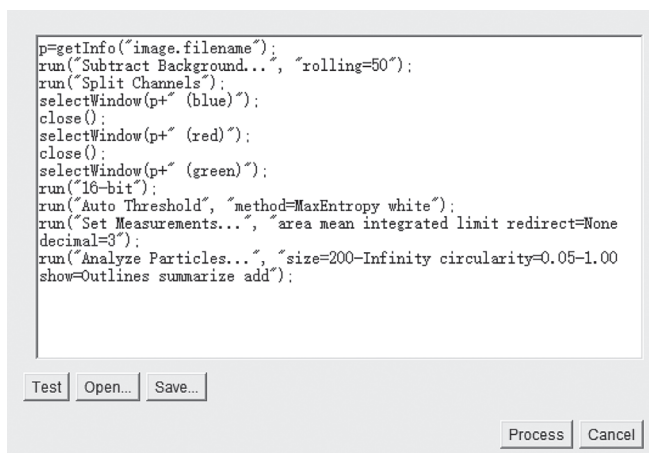 p=getInfo("image.filename");
run("Subtract Background...", "rolling=50");
run("Split Channels");
selectWindow(p+" (blue)");
close();
selectWindow(p+" (red)");
close();
selectWindow(p+" (green)");
run("16-bit");
run("Auto Threshold", "method=MaxEntropy white");
run("Set Measurements...", "area mean integrated limit redirect=None
decimal=3");
run("Analyze Particles...", "size=200-Infinity circularity=0.05-1.00
show=Outlines summarize add");
Test Open... Save...
Process Cancel